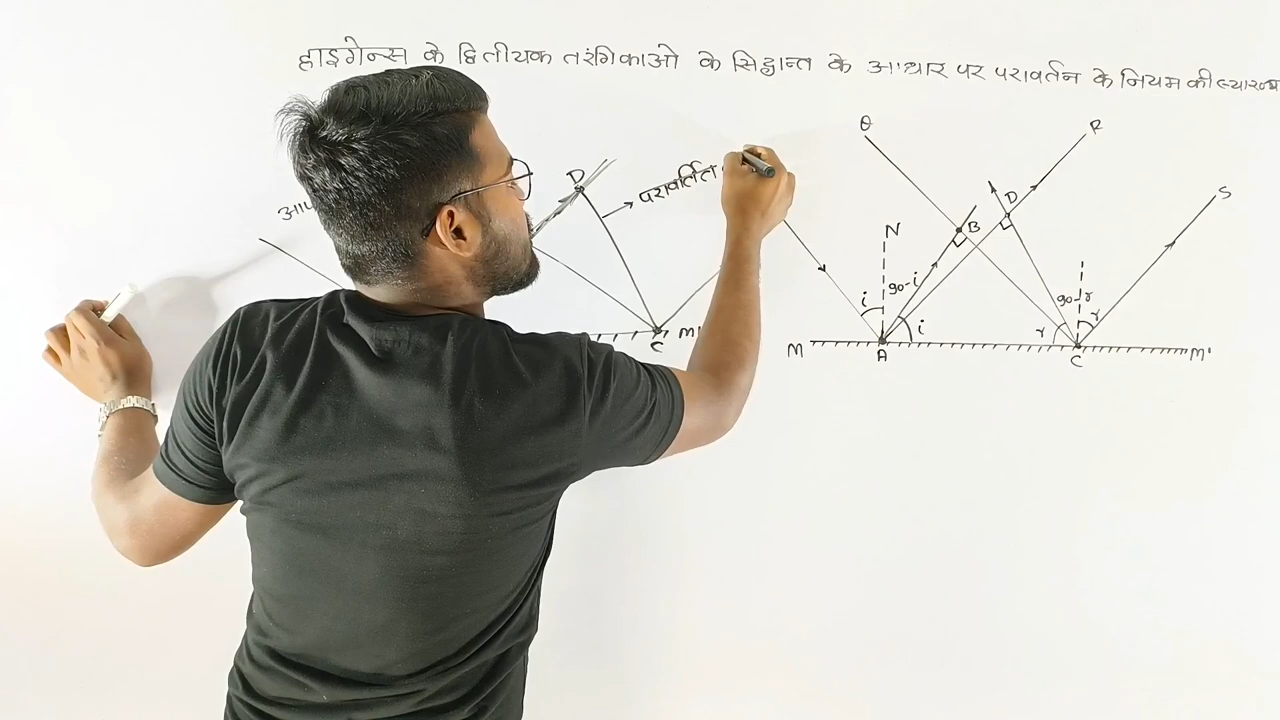 हाइगेन्स के द्वितीयक तरंगिकाओ के सिद्धान्त के आधार पर परावर्तन के नियम की व्याख्या
D
परावर्तित
C
M'
Q
R
S
N
B
D
i
90-i
i
90-r
r
r
M
A
C
M'